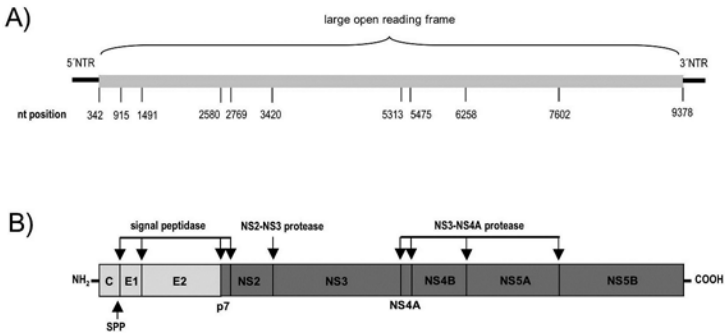 A)
large open reading frame
5´NTR 3´NTR
nt position 342 915 1491 2580 2769 3420 5313 5475 6258 7602 9378
B)
signal peptidase NS2-NS3 protease NS3-NS4A protease
NH2 C E1 E2 NS2 NS3 NS4B NS5A NS5B COOH
p7 NS4A
SPP